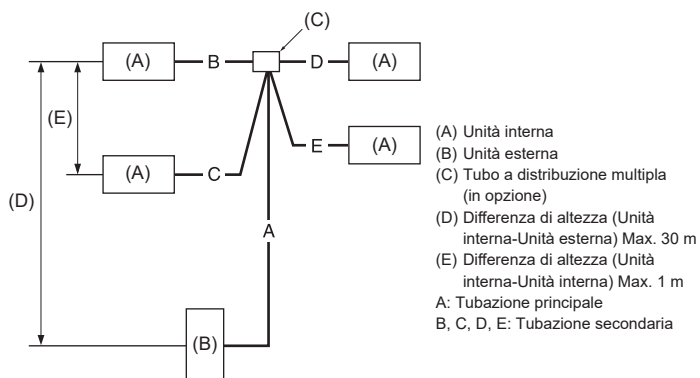 (C)
(A) B D (A)
(E)
(A) C E (A)
(D)
A
(B)
(A) Unità interna
(B) Unità esterna
(C) Tubo a distribuzione multipla
(in opzione)
(D) Differenza di altezza (Unità
interna-Unità esterna) Max. 30 m
(E) Differenza di altezza (Unità
interna-Unità interna) Max. 1 m
A: Tubazione principale
B, C, D, E: Tubazione secondaria